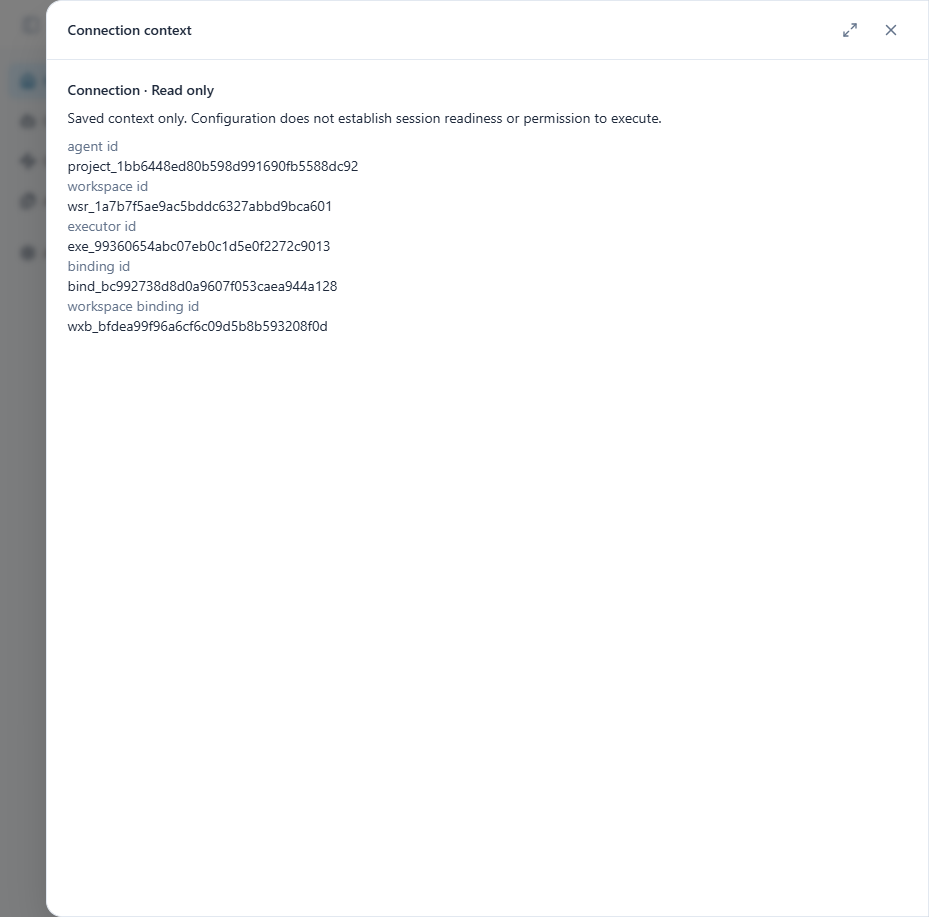 Connection context
Connection · Read only
Saved context only. Configuration does not establish session readiness or permission to execute.
agent id
project_1bb6448ed80b598d991690fb5588dc92
workspace id
wsr_1a7b7f5ae9ac5bddc6327abbd9bca601
executor id
exe_99360654abc07eb0c1d5e0f2272c9013
binding id
bind_bc992738d8d0a9607f053caea944a128
workspace binding id
wxb_bfdea99f96a6cf6c09d5b8b593208f0d